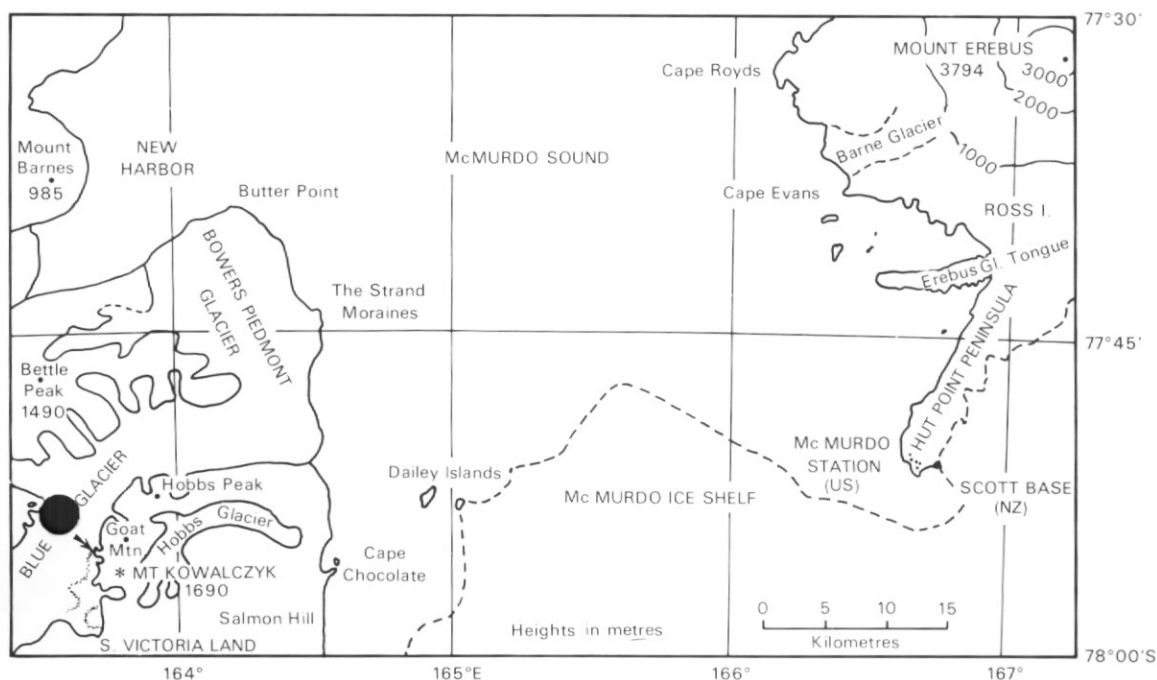 77°30'
MOUNT EREBUS
3794
3000
2000
1000
Cape Royds
Barne Glacier
Mount
Barnes
985
NEW
HARBOR
McMURDO SOUND
Butter Point
Cape Evans
ROSS I.
Erebus Gl. Tongue
BOWERS PIEDMONT
GLACIER
The Strand
Moraines
77°45'
HUT POINT PENINSULA
Bettle
Peak
1490
Mc MURDO
STATION
(US)
SCOTT BASE
(NZ)
Dailey Islands
Mc MURDO ICE SHELF
BLUE GLACIER
Hobbs Peak
Hobbs Glacier
Goat
Mtn
* MT KOWALCZYK
1690
Cape
Chocolate
Salmon Hill
S. VICTORIA LAND
Heights in metres
0 5 10 15
Kilometres
78°00'S
164° 165°E 166° 167°